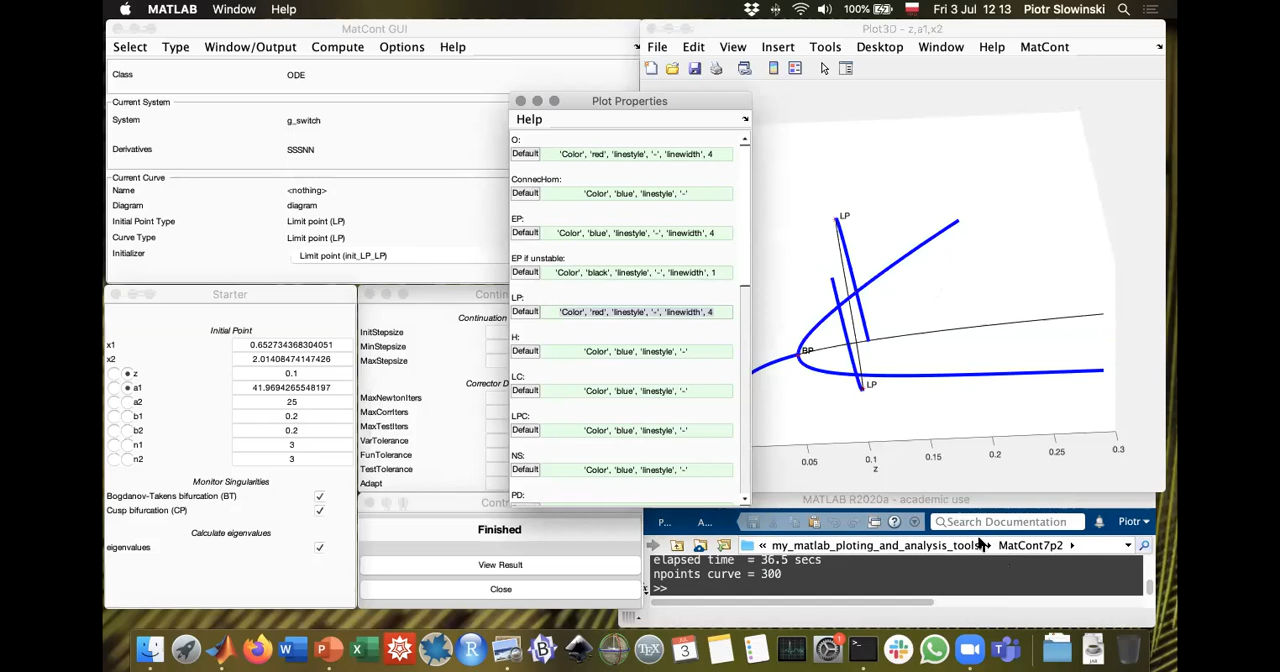 MATLAB Window Help
100% Fri 3 Jul 12 13 Piotr Slowinski
MatCont GUI
Select Type Window/Output Compute Options Help
Class ODE
Current System
System g_switch
Derivatives SSSNN
Current Curve
Name <nothing>
Diagram diagram
Initial Point Type Limit point (LP)
Curve Type Limit point (LP)
Initializer Limit point (init_LP_LP)
Starter
Initial Point
x1 0.652734368304051
x2 2.01408474147426
z 0.1
a1 41.9694265548197
a2 25
b1 0.2
b2 0.2
n1 3
n2 3
Monitor Singularities
Bogdanov-Takens bifurcation (BT)
Cusp bifurcation (CP)
Calculate eigenvalues
eigenvalues
Contin
Continuation
InitStepsize
MinStepsize
MaxStepsize
Corrector D
MaxNewtonIters
MaxCorrIters
MaxTestIters
VarTolerance
FunTolerance
TestTolerance
Adapt
Contr
Finished
View Result
Close
Plot Properties
Help
O:
Default 'Color', 'red', 'linestyle', '-', 'linewidth', 4
ConnecHom:
Default 'Color', 'blue', 'linestyle', '-'
EP:
Default 'Color', 'blue', 'linestyle', '-', 'linewidth', 4
EP if unstable:
Default 'Color', 'black', 'linestyle', '-', 'linewidth', 1
LP:
Default 'Color', 'red', 'linestyle', '-', 'linewidth', 4
H:
Default 'Color', 'blue', 'linestyle', '-'
LC:
Default 'Color', 'blue', 'linestyle', '-'
LPC:
Default 'Color', 'blue', 'linestyle', '-'
NS:
Default 'Color', 'blue', 'linestyle', '-'
PD:
Plot3D - z,a1,x2
File Edit View Insert Tools Desktop Window Help MatCont
LP
BP
LP
0.05 0.1 0.15 0.2 0.25 0.3
z
MATLAB R2020a - academic use
P... A... Search Documentation Piotr
« my_matlab_ploting_and_analysis_tools MatCont7p2
elapsed time = 36.5 secs
npoints curve = 300
>>